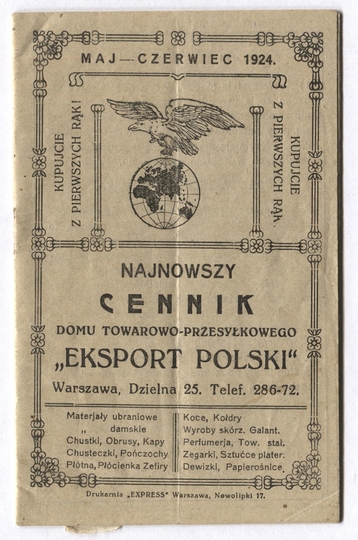 MAJ—CZERWIEC 1924.
KUPUJCIE
Z PIERWSZYCH RĄK!
KUPUJCIE
Z PIERWSZYCH RĄK.
NAJNOWSZY
CENNIK
DOMU TOWAROWO-PRZESYŁKOWEGO
„EKSPORT POLSKI“
Warszawa, Dzielna 25. Telef. 286-72.
Materjały ubraniowe
„ damskie
Chustki, Obrusy, Kapy
Chusteczki, Pończochy
Płótna, Płócienka Zefiry
Koce, Kołdry
Wyroby skórz. Galant.
Perfumerja, Tow. stal.
Zegarki, Sztućce plater.
Dewizki, Papierośnice.
Drukarnia „EXPRESS" Warszawa, Nowolipki 17.